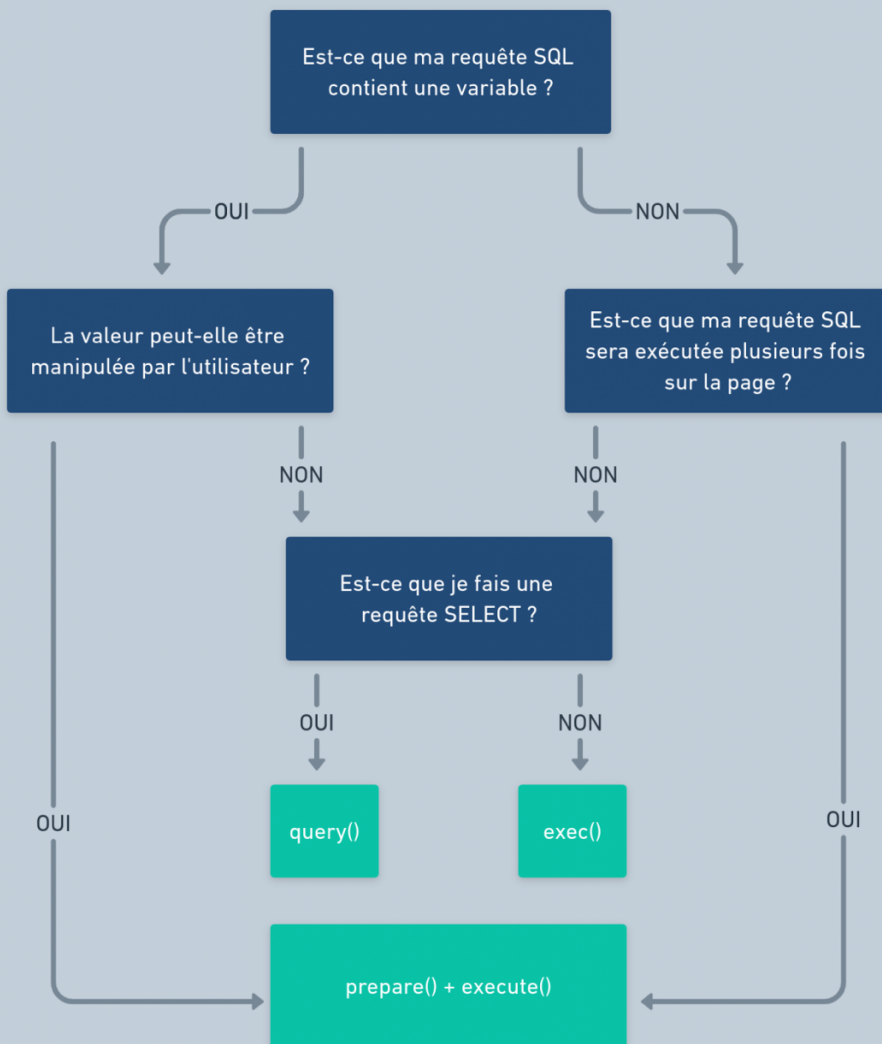 Est-ce que ma requête SQL
contient une variable ?
OUI
NON
La valeur peut-elle être
manipulée par l'utilisateur ?
Est-ce que ma requête SQL
sera exécutée plusieurs fois
sur la page ?
NON
NON
Est-ce que je fais une
requête SELECT ?
OUI
NON
OUI
OUI
query()
exec()
prepare() + execute()